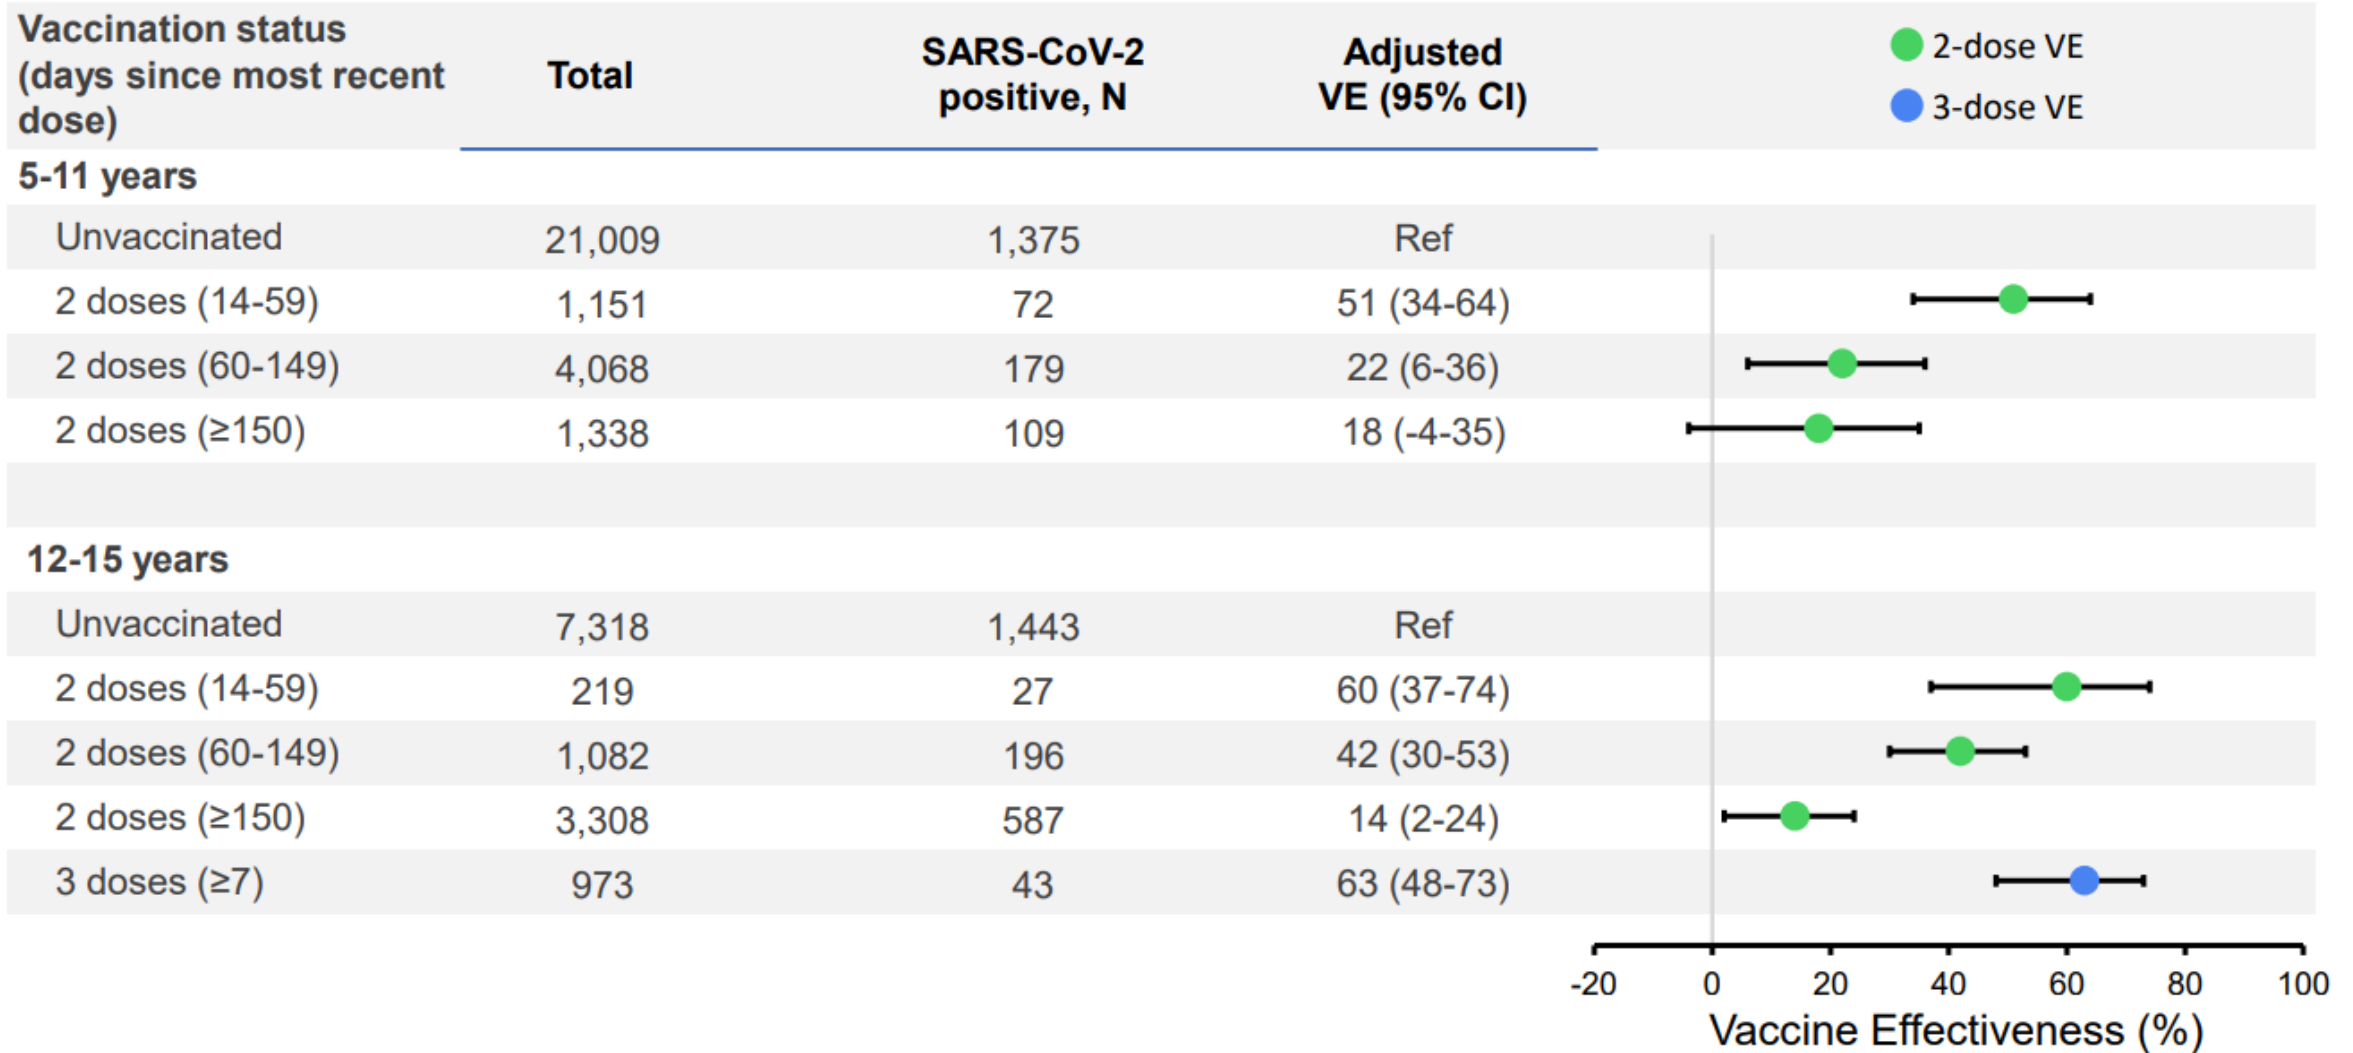 Vaccination status
(days since most recent
dose)
Total
SARS-CoV-2
positive, N
Adjusted
VE (95% CI)
2-dose VE
3-dose VE
5-11 years
Unvaccinated 21,009 1,375 Ref
2 doses (14-59) 1,151 72 51 (34-64)
2 doses (60-149) 4,068 179 22 (6-36)
2 doses (≥150) 1,338 109 18 (-4-35)
12-15 years
Unvaccinated 7,318 1,443 Ref
2 doses (14-59) 219 27 60 (37-74)
2 doses (60-149) 1,082 196 42 (30-53)
2 doses (≥150) 3,308 587 14 (2-24)
3 doses (≥7) 973 43 63 (48-73)
-20 0 20 40 60 80 100
Vaccine Effectiveness (%)